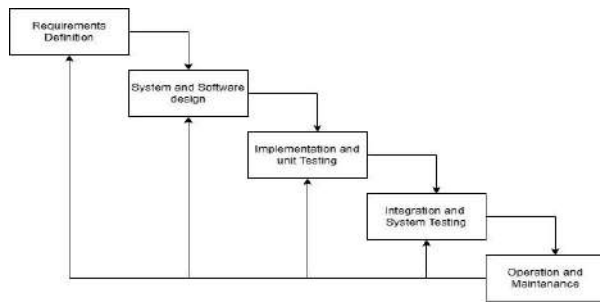 Requirements
Definition
System and Software
design
Implementation and
unit Testing
Integration and
System Testing
Operation and
Maintanance